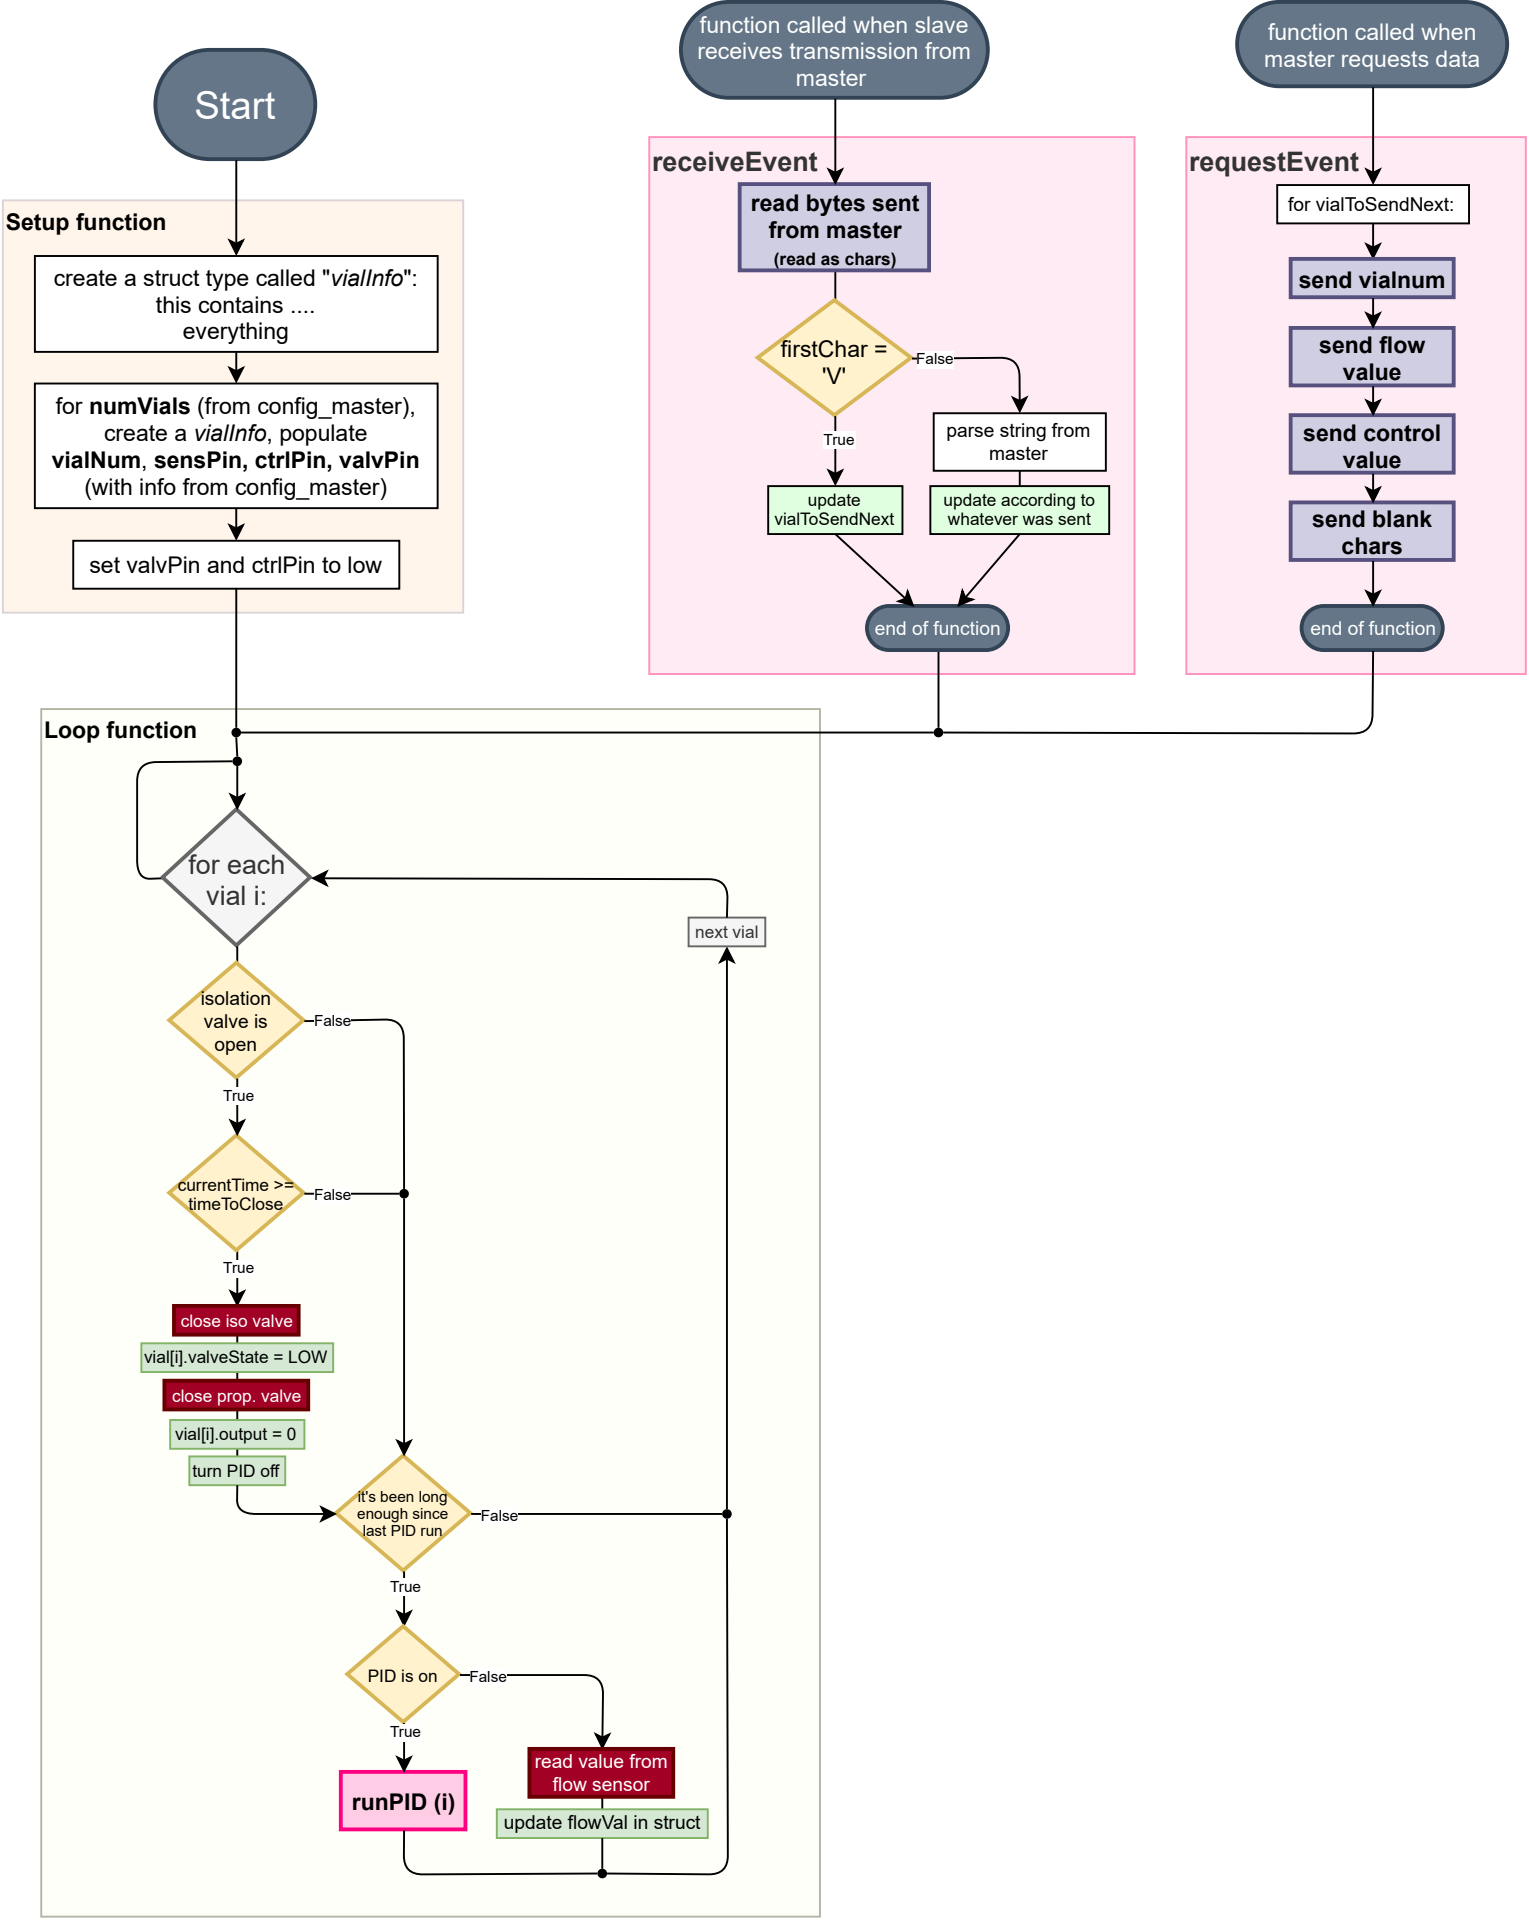 Start
Setup function
create a struct type called "vialInfo":
this contains ....
everything
for numVials (from config_master),
create a vialInfo, populate
vialNum, sensPin, ctrlPin, valvPin
(with info from config_master)
set valvPin and ctrlPin to low
function called when slave
receives transmission from
master
receiveEvent
read bytes sent
from master
(read as chars)
firstChar =
'V'
False
True
parse string from
master
update
vialToSendNext
update according to
whatever was sent
end of function
function called when
master requests data
requestEvent
for vialToSendNext:
send vialnum
send flow
value
send control
value
send blank
chars
end of function
Loop function
for each
vial i:
next vial
isolation
valve is
open
False
True
currentTime >=
timeToClose
False
True
close iso valve
vial[i].valveState = LOW
close prop. valve
vial[i].output = 0
turn PID off
it's been long
enough since
last PID run
False
True
PID is on
False
True
read value from
flow sensor
runPID (i)
update flowVal in struct